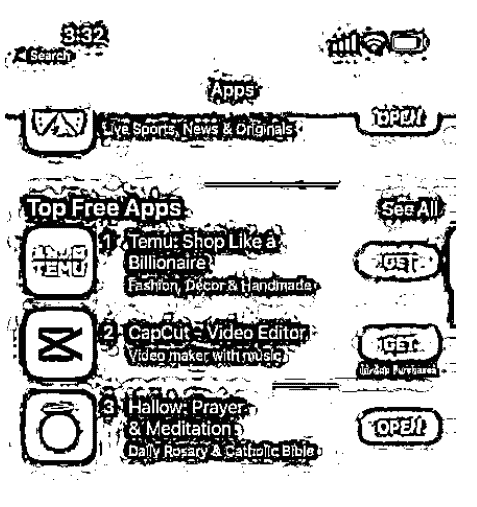 3:32
Search
Apps
Live Sports, News & Originals
OPEN
Top Free Apps
See All
TEMU
1 Temu: Shop Like a
Billionaire
Fashion, Decor & Handmade
GET
2 CapCut - Video Editor
Video maker with music
GET
In-App Purchases
3 Hallow: Prayer
& Meditation
Daily Rosary & Catholic Bible
OPEN